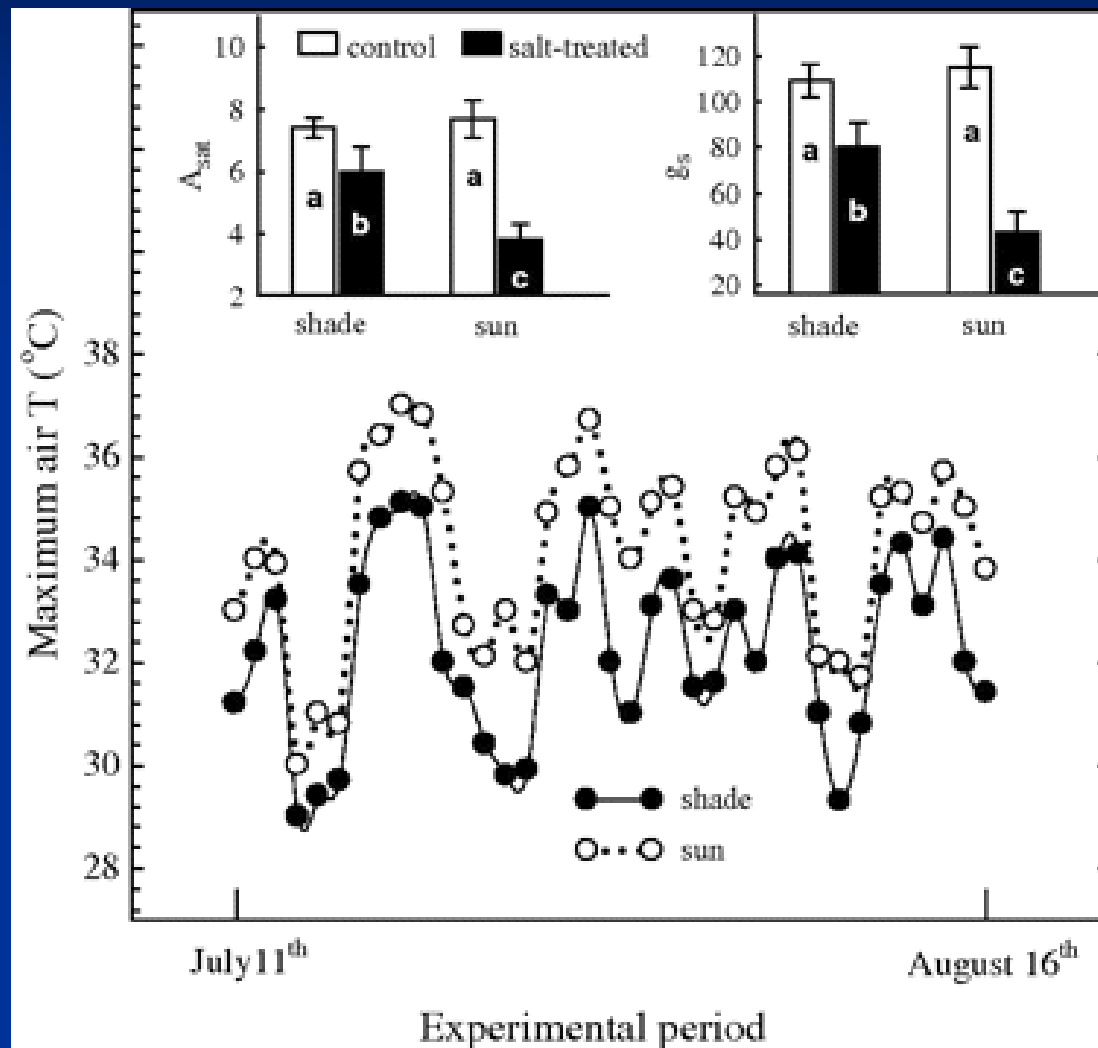 10
8
6
4
2
A_sat
control
salt-treated
a
b
a
c
shade
sun
120
100
80
60
40
20
g_s
a
b
a
c
shade
sun
Maximum air T (°C)
38
36
34
32
30
28
shade
sun
July11th
August 16th
Experimental period